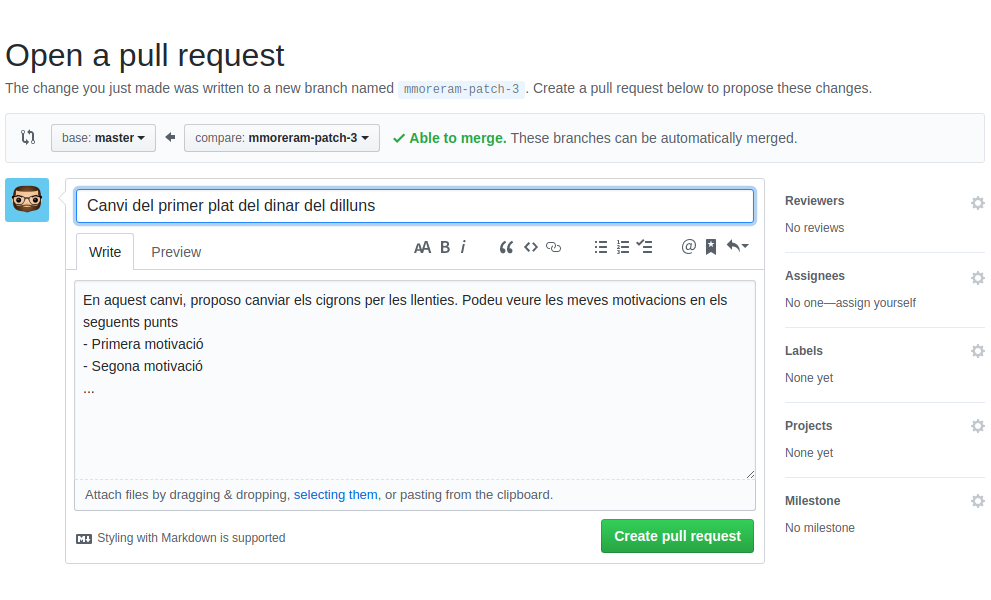 Open a pull request
The change you just made was written to a new branch named mmoreram-patch-3. Create a pull request below to propose these changes.
base: master compare: mmoreram-patch-3 Able to merge. These branches can be automatically merged.
Canvi del primer plat del dinar del dilluns
Write Preview AA B i
En aquest canvi, proposo canviar els cigrons per les llenties. Podeu veure les meves motivacions en els
seguents punts
- Primera motivació
- Segona motivació
...
Attach files by dragging & dropping, selecting them, or pasting from the clipboard.
Styling with Markdown is supported
Create pull request
Reviewers
No reviews
Assignees
No one—assign yourself
Labels
None yet
Projects
None yet
Milestone
No milestone